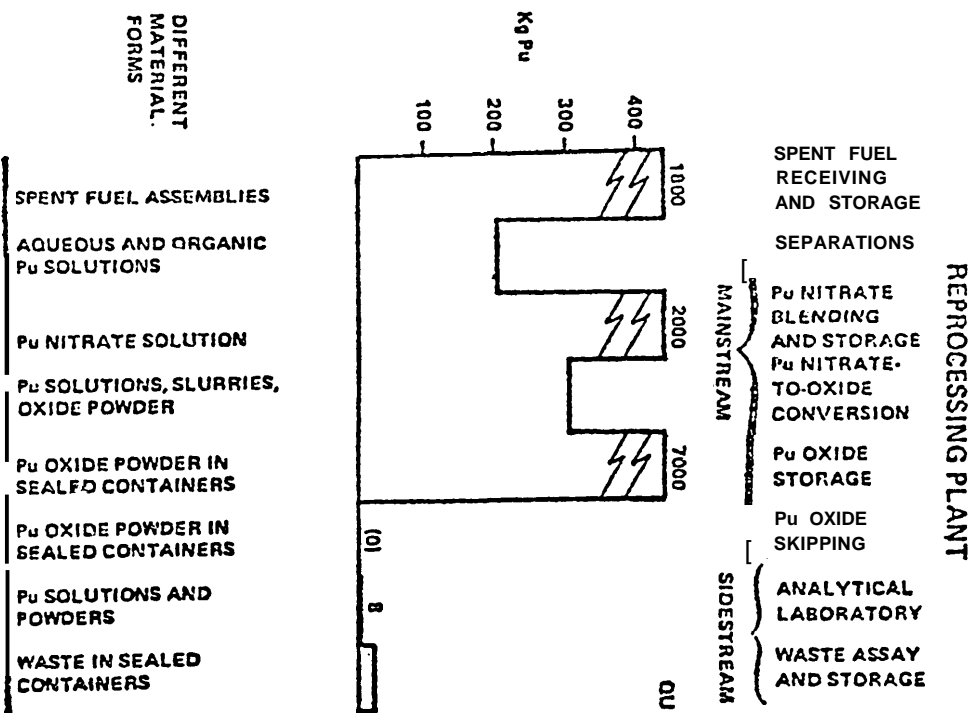 REPROCESSING PLANT
SPENT FUEL
RECEIVING
AND STORAGE
SEPARATIONS
[
Pu NITRATE
BLENDING
AND STORAGE
Pu NITRATE-
TO-OXIDE
CONVERSION
Pu OXIDE
STORAGE
Pu OXIDE
SKIPPING
[
ANALYTICAL
LABORATORY
WASTE ASSAY
AND STORAGE
MAINSTREAM
SIDESTREAM
Kg Pu
400
300
200
100
1800
2000
7000
(0)
8
QU
DIFFERENT
MATERIAL.
FORMS
SPENT FUEL ASSEMBLIES
AQUEOUS AND ORGANIC
Pu SOLUTIONS
Pu NITRATE SOLUTION
Pu SOLUTIONS, SLURRIES,
OXIDE POWDER
Pu OXIDE POWDER IN
SEALED CONTAINERS
Pu OXIDE POWDER IN
SEALED CONTAINERS
Pu SOLUTIONS AND
POWDERS
WASTE IN SEALED
CONTAINERS